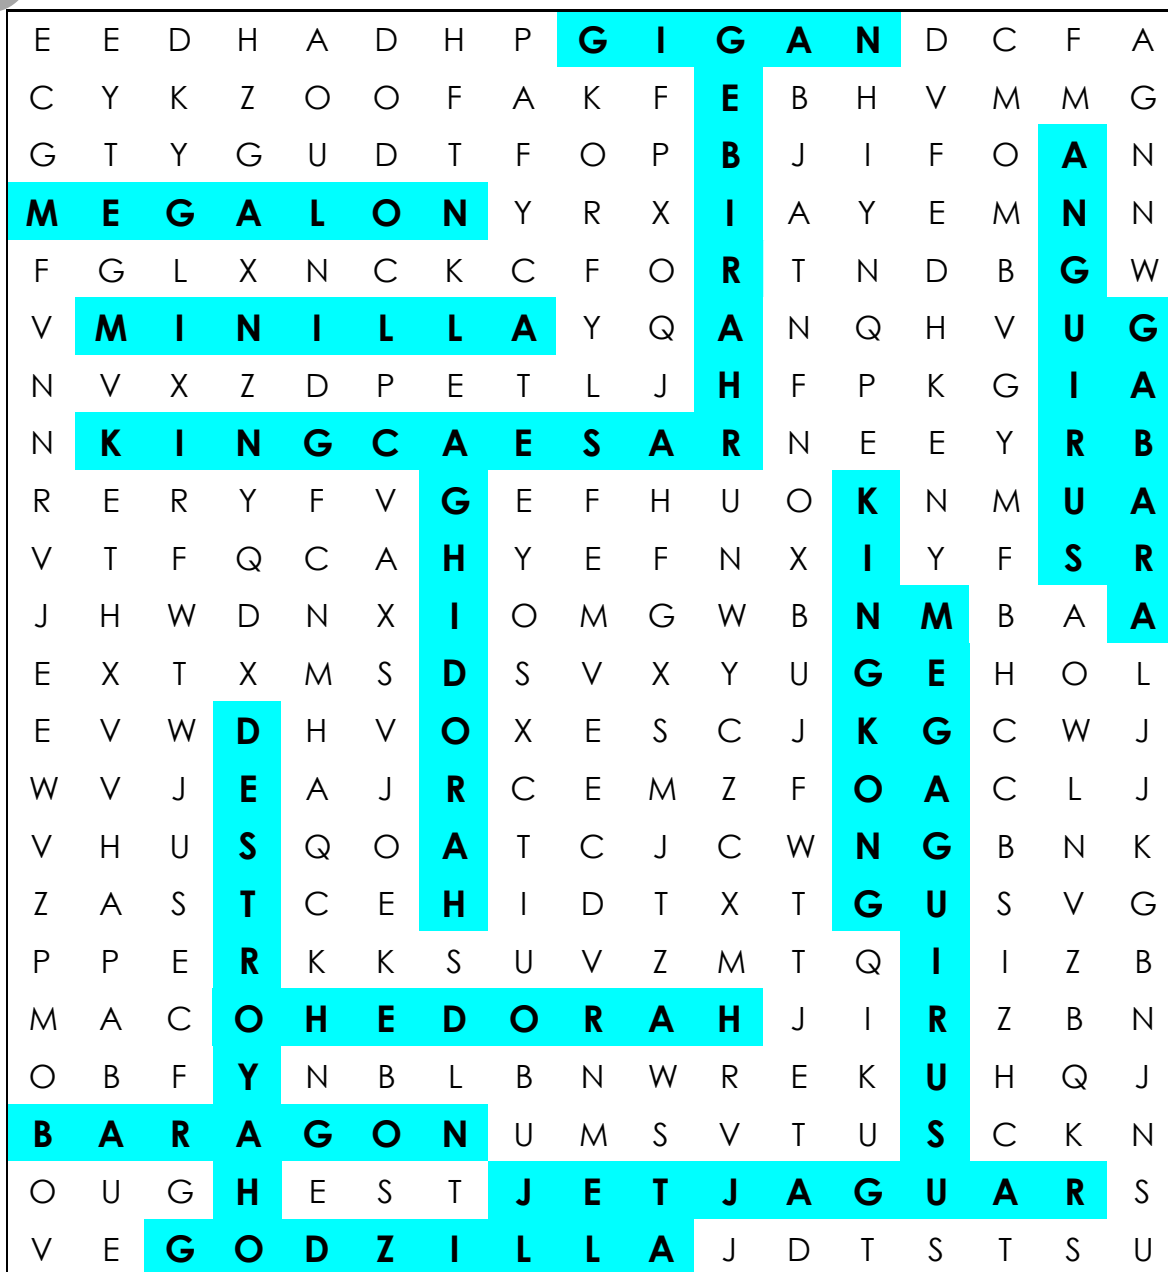 E E D H A D H P G I G A N D C F A
C Y K Z O O F A K F E B H V M M G
G T Y G U D T F O P B J I F O A N
M E G A L O N Y R X I A Y E M N N
F G L X N C K C F O R T N D B G W
V M I N I L L A Y Q A N Q H V U G
N V X Z D P E T L J H F P K G I A
N K I N G C A E S A R N E E Y R B
R E R Y F V G E F H U O K N M U A
V T F Q C A H Y E F N X I Y F S R
J H W D N X I O M G W B N M B A A
E X T X M S D S V X Y U G E H O L
E V W D H V O X E S C J K G C W J
W V J E A J R C E M Z F O A C L J
V H U S Q O A T C J C W N G B N K
Z A S T C E H I D T X T G U S V G
P P E R K K S U V Z M T Q I I Z B
M A C O H E D O R A H J I R Z B N
O B F Y N B L B N W R E K U H Q J
B A R A G O N U M S V T U S C K N
O U G H E S T J E T J A G U A R S
V E G O D Z I L L A J D T S T S U